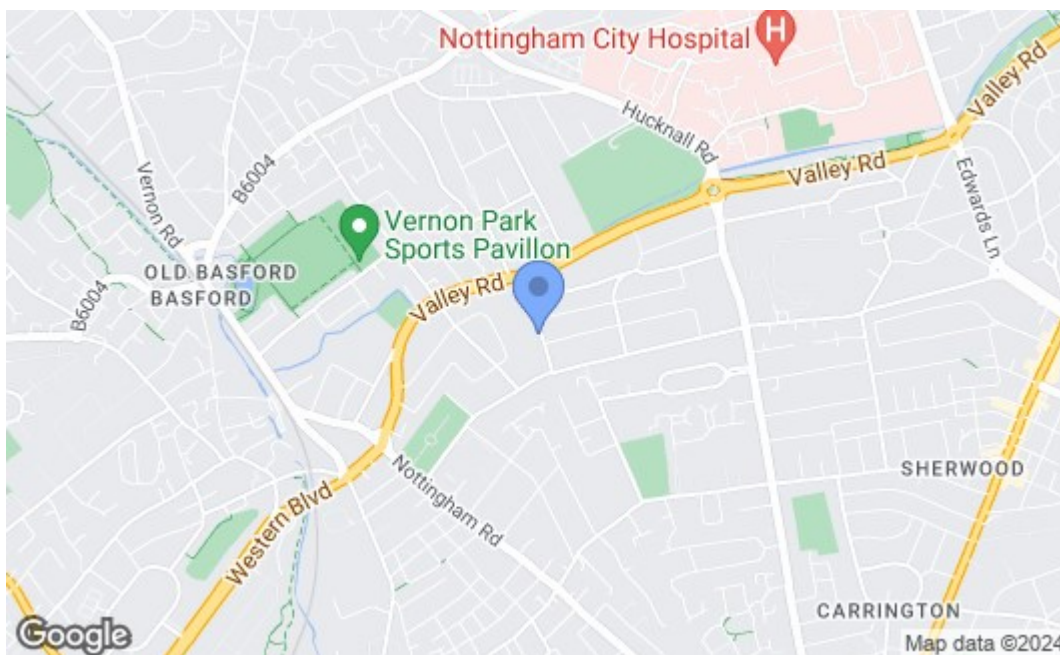 Nottingham City Hospital
H
Hucknall Rd
Valley Rd
Valley Rd
Edwards Ln
Vernon Rd
B6004
Vernon Park
Sports Pavillon
OLD BASFORD
BASFORD
B6004
Valley Rd
SHERWOOD
Nottingham Rd
Western Blvd
CARRINGTON
Google
Map data ©2024